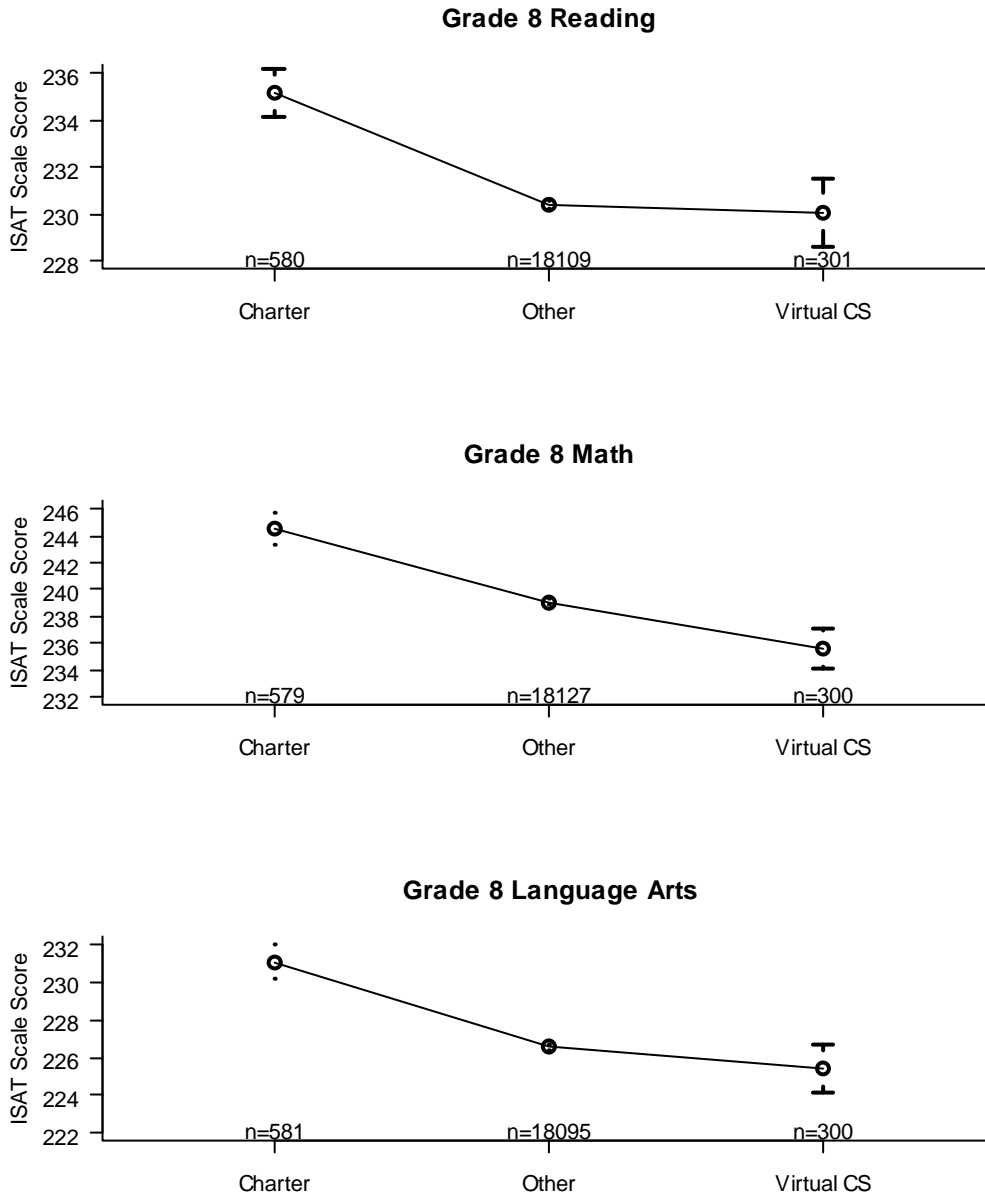 Grade 8 Reading
ISAT Scale Score
236
234
232
230
228
n=580 n=18109 n=301
Charter Other Virtual CS
Grade 8 Math
ISAT Scale Score
246
244
242
240
238
236
234
232
n=579 n=18127 n=300
Charter Other Virtual CS
Grade 8 Language Arts
ISAT Scale Score
232
230
228
226
224
222
n=581 n=18095 n=300
Charter Other Virtual CS